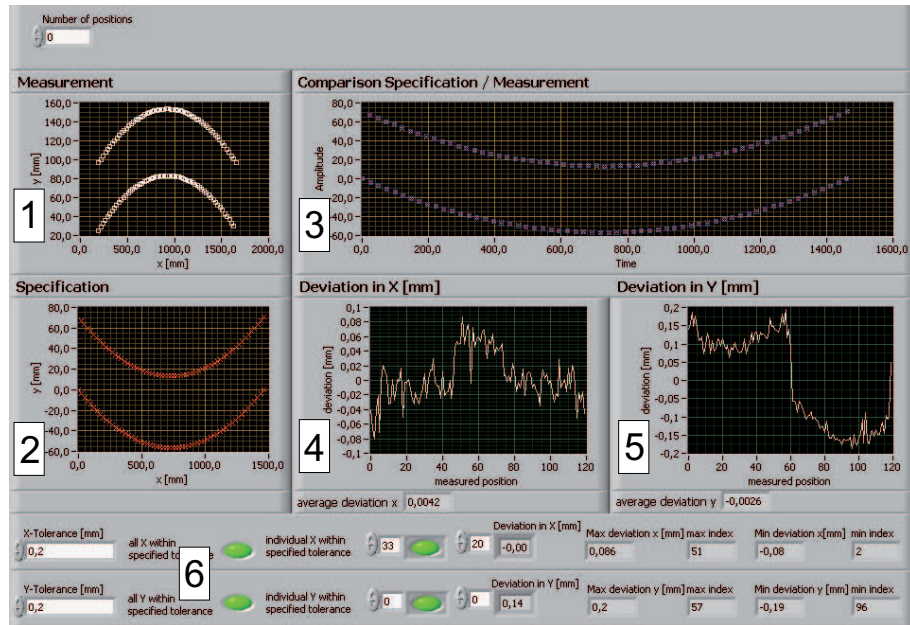 Number of positions
0
Measurement
160,0
140,0
120,0
100,0
80,0
60,0
40,0
20,0
y [mm]
0,0 500,0 1000,0 1500,0 2000,0
x [mm]
1
Comparison Specification / Measurement
80,0
60,0
40,0
20,0
0,0
-20,0
-40,0
-60,0
Amplitude
0,0 200,0 400,0 600,0 800,0 1000,0 1200,0 1400,0 1600,0
Time
3
Specification
80,0
60,0
40,0
20,0
0,0
-20,0
-40,0
-60,0
y [mm]
0,0 500,0 1000,0 1500,0
x [mm]
2
Deviation in X [mm]
0,1
0,08
0,06
0,04
0,02
0
-0,02
-0,04
-0,06
-0,08
-0,1
deviation [mm]
0 20 40 60 80 100 120
measured position
4
average deviation x 0,0042
Deviation in Y [mm]
0,2
0,15
0,1
0,05
0
-0,05
-0,1
-0,15
-0,2
deviation [mm]
0 20 40 60 80 100 120
measured position
5
average deviation y -0,0026
X-Tolerance [mm]
0,2
all X within
specified tolerance
6
individual X within
specified tolerance
33
20
Deviation in X [mm]
-0,00
Max deviation x [mm] max index
0,086 51
Min deviation x[mm] min index
-0,08 2
Y-Tolerance [mm]
0,2
all Y within
specified tolerance
individual Y within
specified tolerance
0
0
Deviation in Y [mm]
0,14
Max deviation y [mm] max index
0,2 57
Min deviation y [mm] min index
-0,19 96